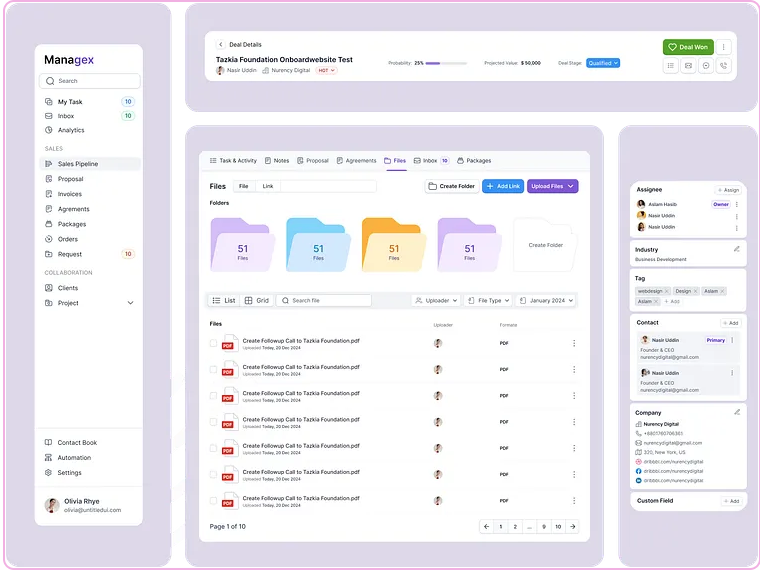 Managex
Search
My Task 10
Inbox 10
Analytics
SALES
Sales Pipeline
Proposal
Invoices
Agrements
Packages
Orders
Request 10
COLLABORATION
Clients
Project
Contact Book
Automation
Settings
Olivia Rhye
olivia@untitledui.com
Deal Details
Tazkia Foundation Onboardwebsite Test
Nasir Uddin Nurency Digital HOT
Probability: 25%
Projected Value: $ 50,000
Deal Stage: Qualified
Deal Won
Task & Activity Notes Proposal Agreements Files Inbox 10 Packages
Files File Link
Create Folder Add Link Upload Files
Folders
51
Files
51
Files
51
Files
51
Files
Create Folder
List Grid Search file Uploader File Type January 2024
Files Uploader Formate
PDF Create Followup Call to Tazkia Foundation.pdf PDF
Uploaded Today, 20 Dec 2024
PDF Create Followup Call to Tazkia Foundation.pdf PDF
Uploaded Today, 20 Dec 2024
PDF Create Followup Call to Tazkia Foundation.pdf PDF
Uploaded Today, 20 Dec 2024
PDF Create Followup Call to Tazkia Foundation.pdf PDF
Uploaded Today, 20 Dec 2024
PDF Create Followup Call to Tazkia Foundation.pdf PDF
Uploaded Today, 20 Dec 2024
PDF Create Followup Call to Tazkia Foundation.pdf PDF
Uploaded Today, 20 Dec 2024
PDF Create Followup Call to Tazkia Foundation.pdf PDF
Uploaded Today, 20 Dec 2024
Page 1 of 10
1 2 ... 9 10
Assignee + Assign
Aslam Hasib Owner
Nasir Uddin
Nasir Uddin
Industry
Business Development
Tag
webdesign Design Aslam
Aslam + Add
Contact + Add
Nasir Uddin Primary
Founder & CEO
nurencydigital@gmail.com
Nasir Uddin
Founder & CEO
nurencydigital@gmail.com
Company
Nurency Digital
+8801760706361
nurencydigital@gmail.com
320, New York, US
dribbblr.com/nurencydigital
dribbblr.com/nurencydigital
dribbblr.com/nurencydigital
Custom Field + Add